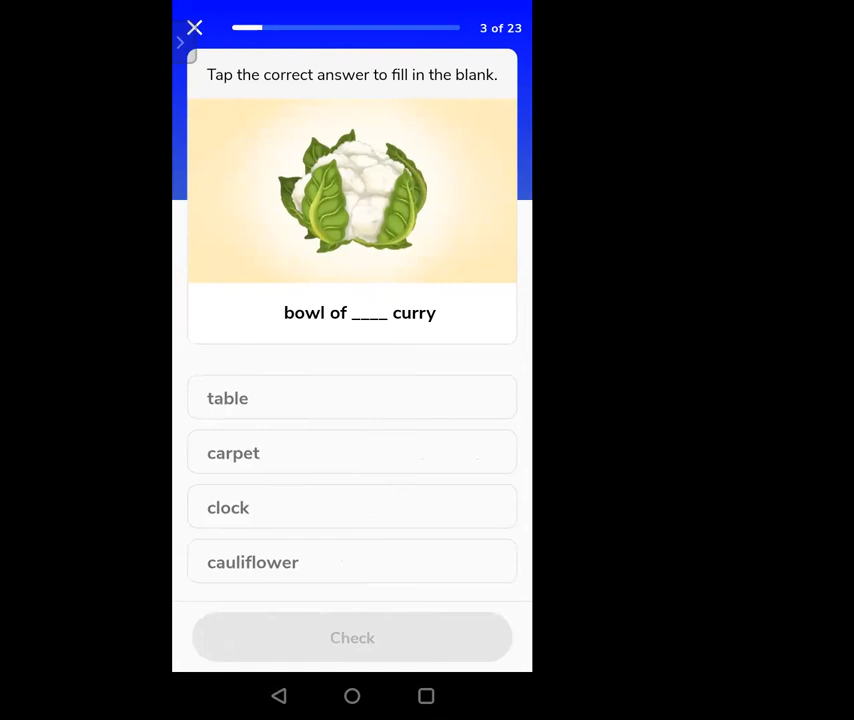 3 of 23
Tap the correct answer to fill in the blank.
bowl of ____ curry
table
carpet
clock
cauliflower
Check